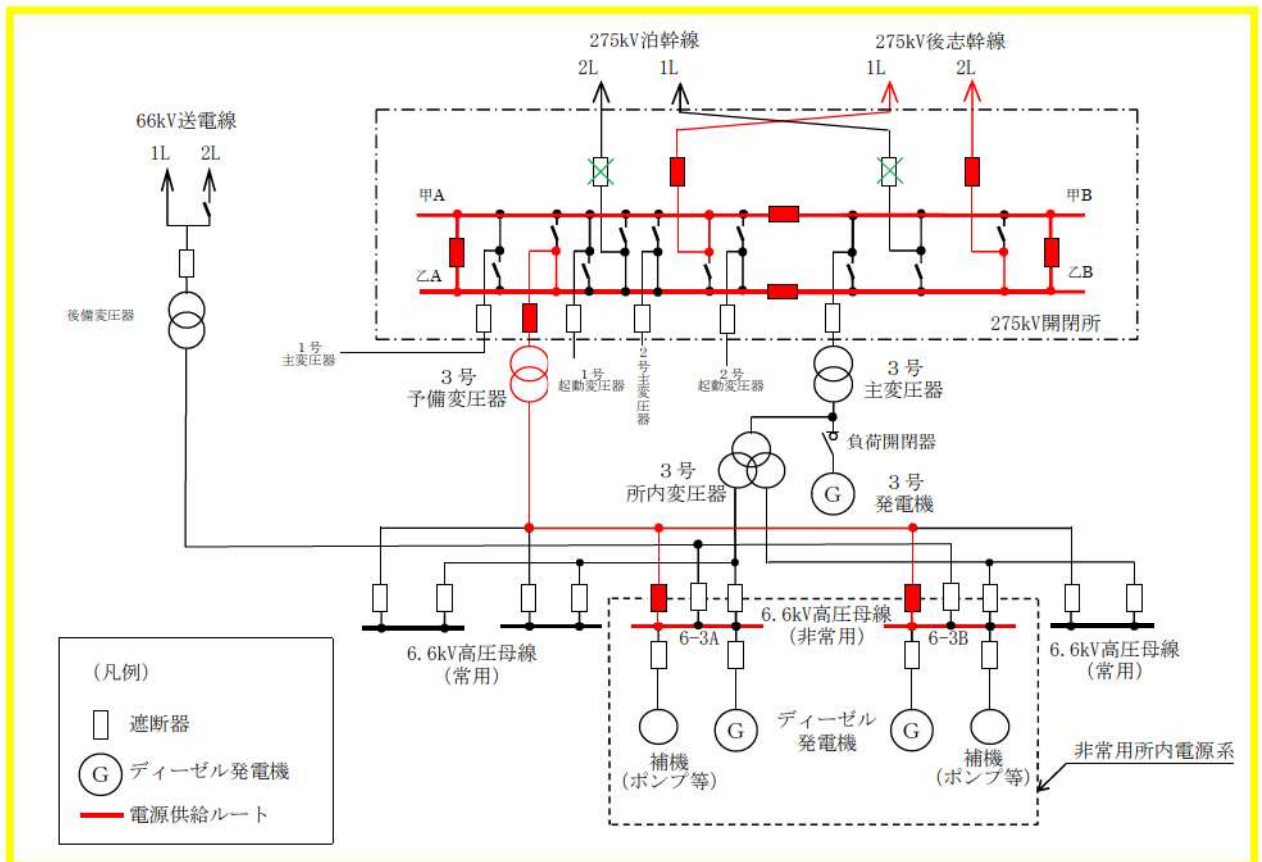 275kV泊幹線
275kV後志幹線
2L
1L
1L
2L
66kV送電線
1L
2L
甲A
甲B
乙A
乙B
275kV開閉所
後備変圧器
1号
主変圧器
3号
予備変圧器
1号
起動変圧器
2号主変圧器
2号
起動変圧器
3号
主変圧器
負荷開閉器
3号
所内変圧器
G
3号
発電機
6.6kV高圧母線
(常用)
6-3A
6.6kV高圧母線
(非常用)
6-3B
6.6kV高圧母線
(常用)
G
ディーゼル
発電機
G
補機
(ポンプ等)
補機
(ポンプ等)
非常用所内電源系
(凡例)
遮断器
G
ディーゼル発電機
電源供給ルート